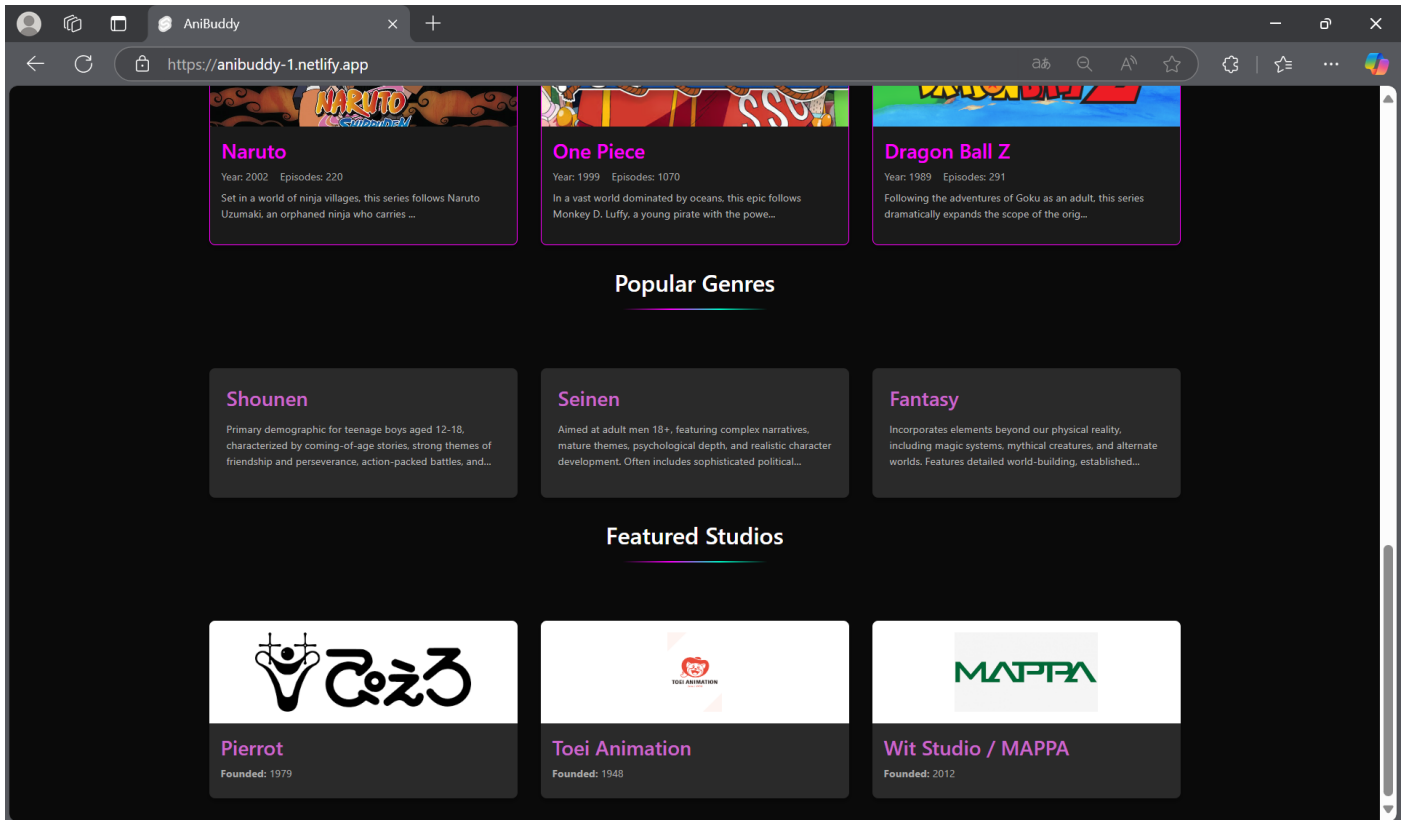 AniBuddy
https://anibuddy-1.netlify.app
NARUTO
SHIPPUDEN
DRAGON BALL Z
Naruto
Year: 2002 Episodes: 220
Set in a world of ninja villages, this series follows Naruto
Uzumaki, an orphaned ninja who carries ...
One Piece
Year: 1999 Episodes: 1070
In a vast world dominated by oceans, this epic follows
Monkey D. Luffy, a young pirate with the powe...
Dragon Ball Z
Year: 1989 Episodes: 291
Following the adventures of Goku as an adult, this series
dramatically expands the scope of the orig...
Popular Genres
Shounen
Primary demographic for teenage boys aged 12-18,
characterized by coming-of-age stories, strong themes of
friendship and perseverance, action-packed battles, and...
Seinen
Aimed at adult men 18+, featuring complex narratives,
mature themes, psychological depth, and realistic character
development. Often includes sophisticated political...
Fantasy
Incorporates elements beyond our physical reality,
including magic systems, mythical creatures, and alternate
worlds. Features detailed world-building, established...
Featured Studios
ぴえろ
Pierrot
Founded: 1979
TOEI ANIMATION
Toei Animation
Founded: 1948
MAPPA
Wit Studio / MAPPA
Founded: 2012